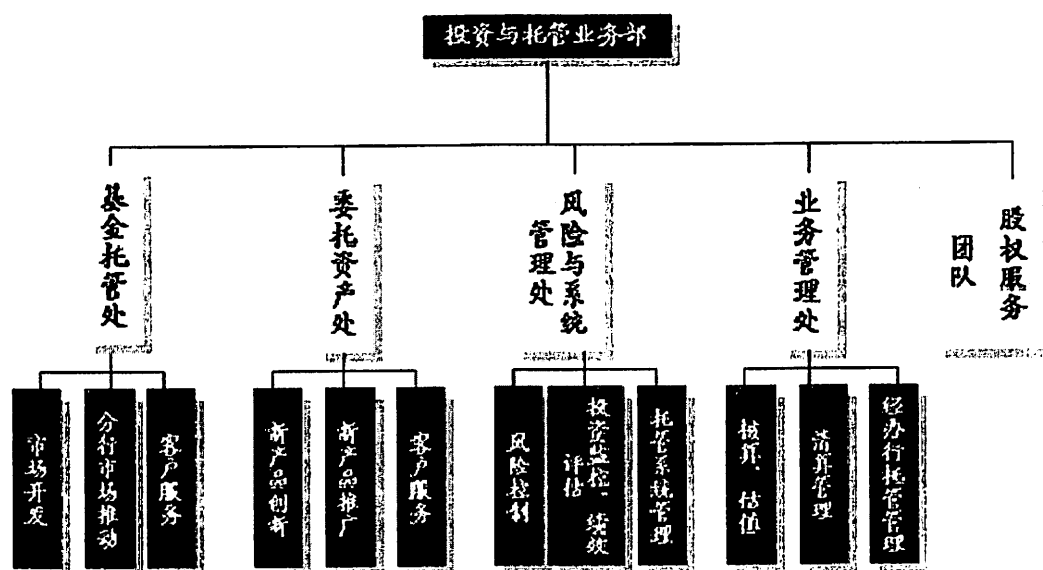 投资与托管业务部
基金托管处
委托资产处
风险与系统
管理处
业务管理处
股权服务
团队
市场开发
分行市场推动
客户服务
新产品创新
新产品推广
客户服务
风险控制
投资监控、绩效
评估
托管系统管理
核算、估值
清算管理
经办行托管管理